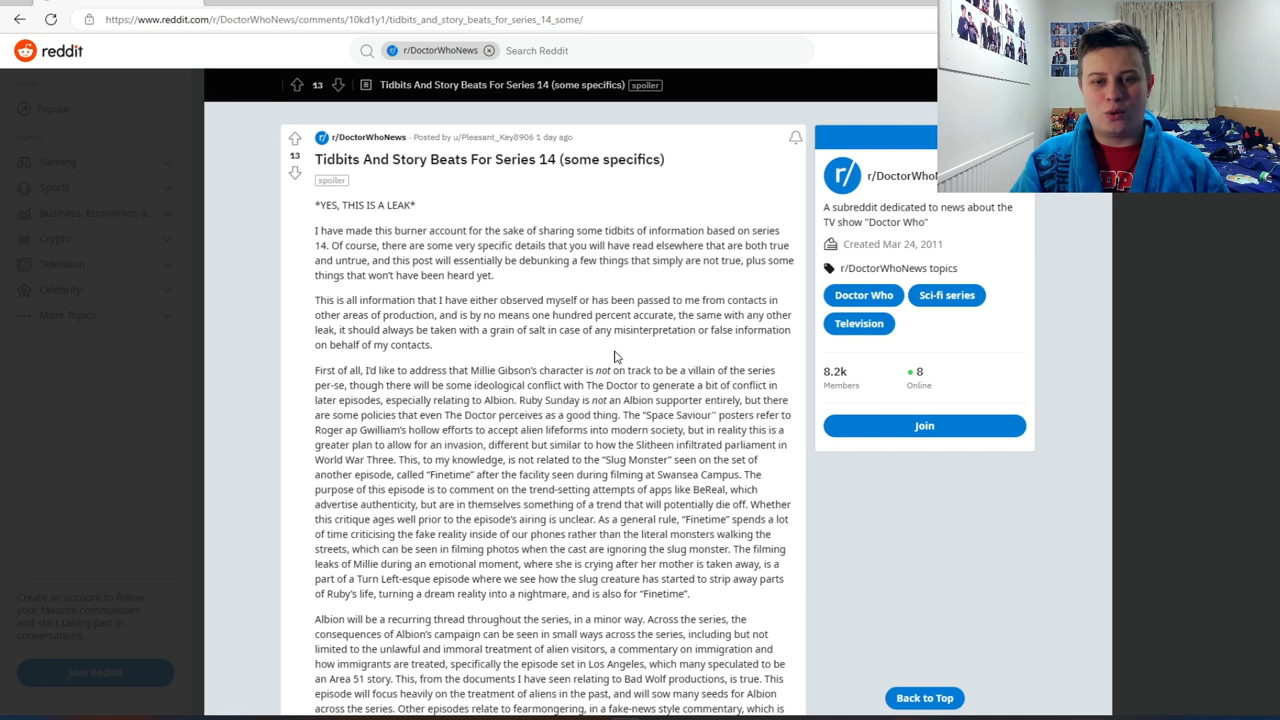 https://www.reddit.com/r/DoctorWhoNews/comments/10kd1y1/tidbits_and_story_beats_for_series_14_some/
reddit
r/DoctorWhoNews
Search Reddit
13
Tidbits And Story Beats For Series 14 (some specifics)
spoiler
Popular
Gaming
Sports
Business, Economics, a...
Crypto
Television
Celebrity
More Topics
Create an account to follow
your favorite communities
and start taking part in
conversations.
Join Reddit
r/DoctorWhoNews · Posted by u/Pleasant_Key8906 1 day ago
13
Tidbits And Story Beats For Series 14 (some specifics)
spoiler
*YES, THIS IS A LEAK*
I have made this burner account for the sake of sharing some tidbits of information based on series
14. Of course, there are some very specific details that you will have read elsewhere that are both true
and untrue, and this post will essentially be debunking a few things that simply are not true, plus some
things that won't have been heard yet.
This is all information that I have either observed myself or has been passed to me from contacts in
other areas of production, and is by no means one hundred percent accurate, the same with any other
leak, it should always be taken with a grain of salt in case of any misinterpretation or false information
on behalf of my contacts.
First of all, I'd like to address that Millie Gibson's character is not on track to be a villain of the series
per-se, though there will be some ideological conflict with The Doctor to generate a bit of conflict in
later episodes, especially relating to Albion. Ruby Sunday is not an Albion supporter entirely, but there
are some policies that even The Doctor perceives as a good thing. The "Space Saviour" posters refer to
Roger ap Gwilliam's hollow efforts to accept alien lifeforms into modern society, but in reality this is a
greater plan to allow for an invasion, different but similar to how the Slitheen infiltrated parliament in
World War Three. This, to my knowledge, is not related to the "Slug Monster" seen on the set of
another episode, called "Finetime" after the facility seen during filming at Swansea Campus. The
purpose of this episode is to comment on the trend-setting attempts of apps like BeReal, which
advertise authenticity, but are in themselves something of a trend that will potentially die off. Whether
this critique ages well prior to the episode's airing is unclear. As a general rule, "Finetime" spends a lot
of time criticising the fake reality inside of our phones rather than the literal monsters walking the
streets, which can be seen in filming photos when the cast are ignoring the slug monster. The filming
leaks of Millie during an emotional moment, where she is crying after her mother is taken away, is a
part of a Turn Left-esque episode where we see how the slug creature has started to strip away parts
of Ruby's life, turning a dream reality into a nightmare, and is also for "Finetime".
Albion will be a recurring thread throughout the series, in a minor way. Across the series, the
consequences of Albion's campaign can be seen in small ways across the series, including but not
limited to the unlawful and immoral treatment of alien visitors, a commentary on immigration and
how immigrants are treated, specifically the episode set in Los Angeles, which many speculated to be
an Area 51 story. This, from the documents I have seen relating to Bad Wolf productions, is true. This
episode will focus heavily on the treatment of aliens in the past, and will sow many seeds for Albion
across the series. Other episodes relate to fearmongering, in a fake-news style commentary, which is
r/DoctorWhoN
A subreddit dedicated to news about the
TV show "Doctor Who"
Created Mar 24, 2011
r/DoctorWhoNews topics
Doctor Who
Sci-fi series
Television
8.2k
8
Members
Online
Join
Back to Top